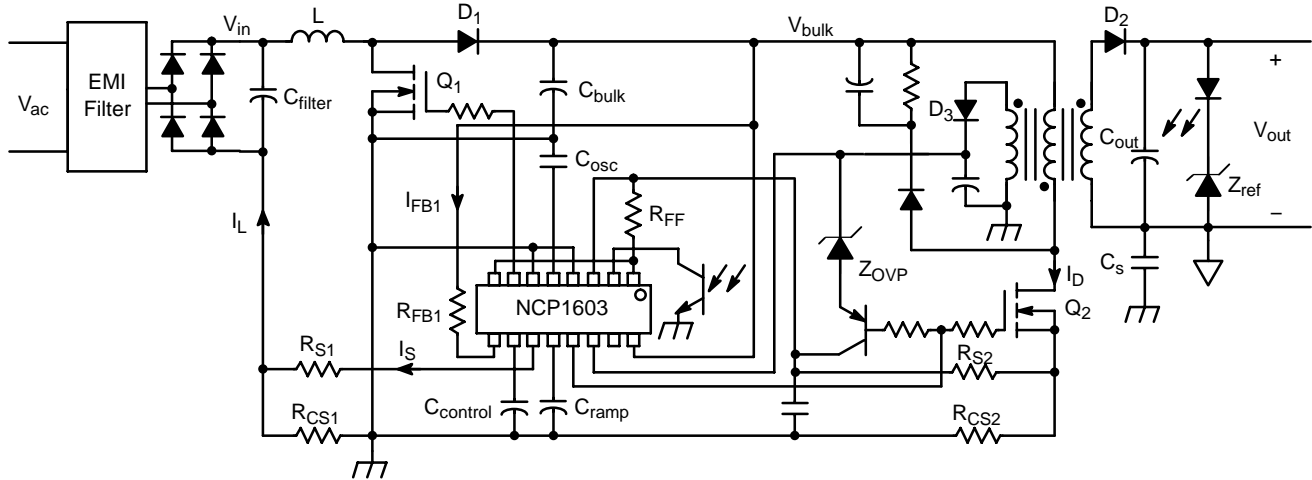 D1
D2
Vin
L
Vbulk
EMI
Filter
Q1
+
Vac
Cfilter
Cbulk
D3
Cout
Vout
Cosc
Zref
IFB1
RFF
IL
−
ZOVP
Cs
ID
NCP1603
Q2
RFB1
RS1
IS
RS2
RCS1
Ccontrol
Cramp
RCS2